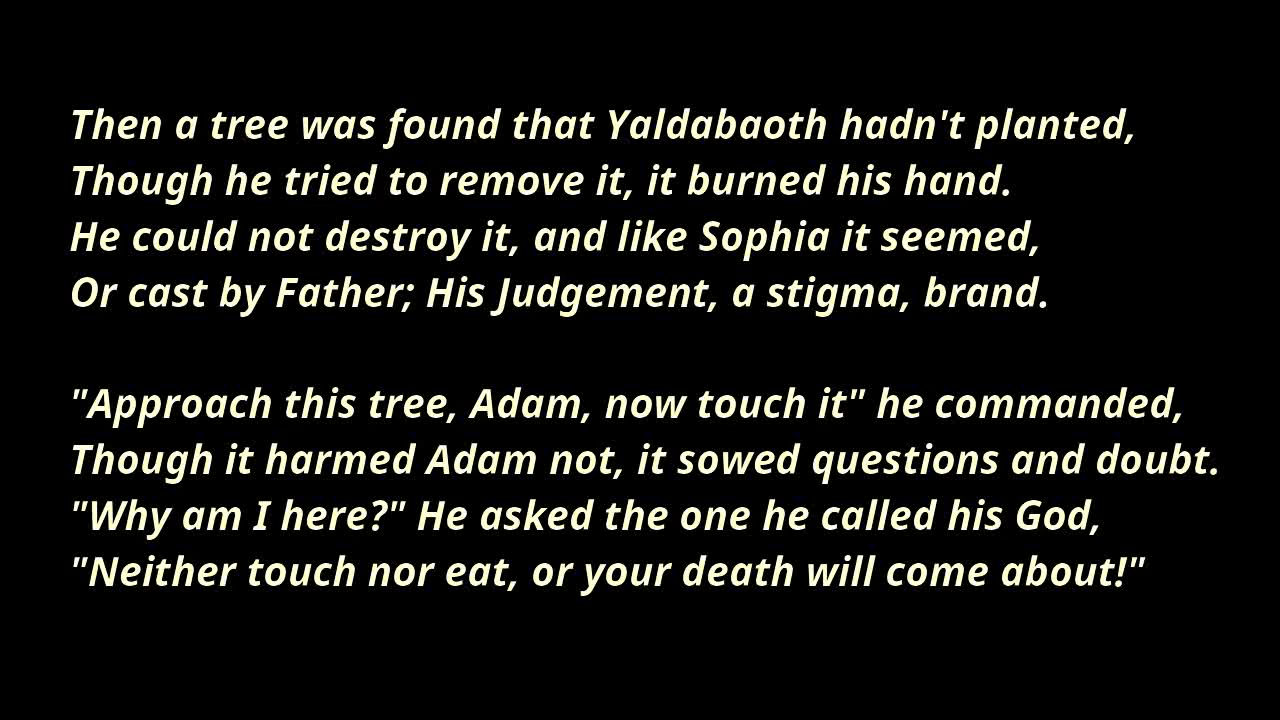 Then a tree was found that Yaldabaoth hadn't planted,
Though he tried to remove it, it burned his hand.
He could not destroy it, and like Sophia it seemed,
Or cast by Father; His Judgement, a stigma, brand.
"Approach this tree, Adam, now touch it" he commanded,
Though it harmed Adam not, it sowed questions and doubt.
"Why am I here?" He asked the one he called his God,
"Neither touch nor eat, or your death will come about!"